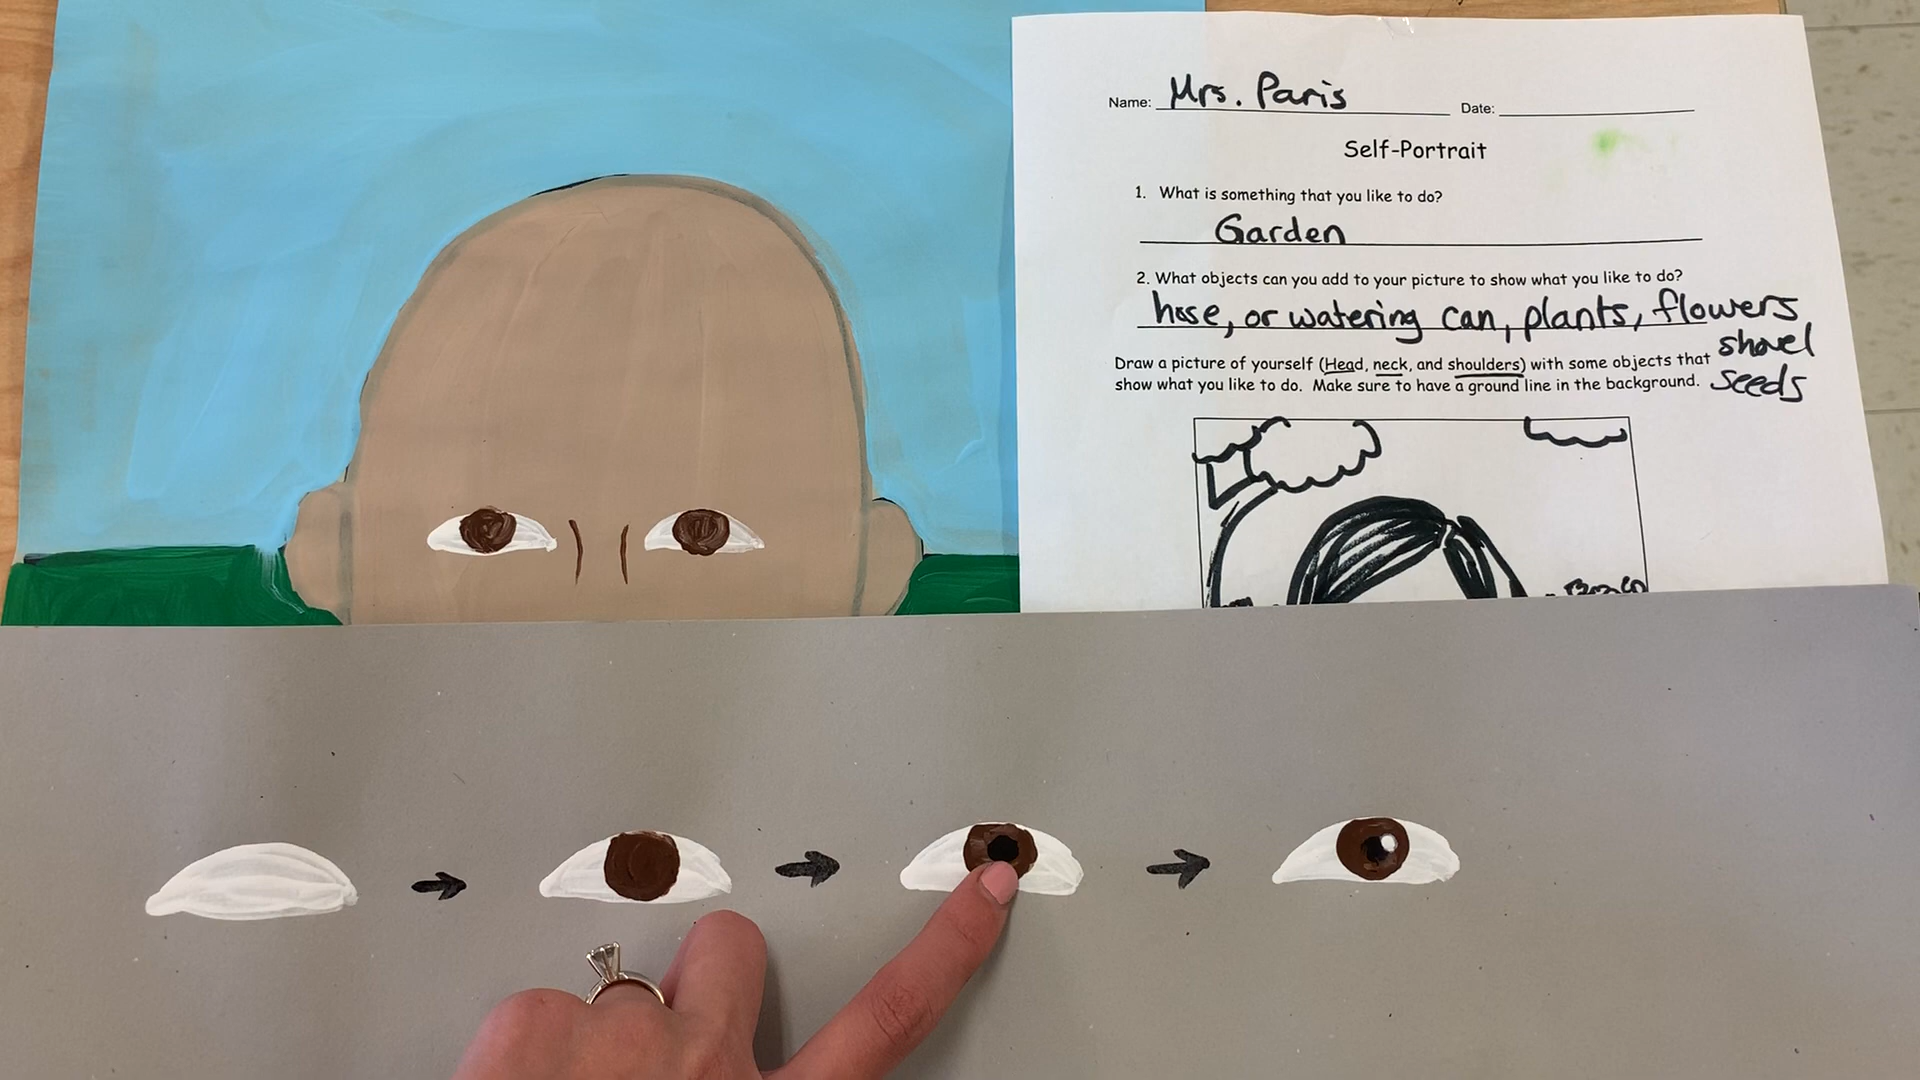 Name: Mrs. Paris Date:
Self-Portrait
1. What is something that you like to do?
Garden
2. What objects can you add to your picture to show what you like to do?
hose, or watering can, plants, flowers
shovel
seeds
Draw a picture of yourself (Head, neck, and shoulders) with some objects that
show what you like to do. Make sure to have a ground line in the background.